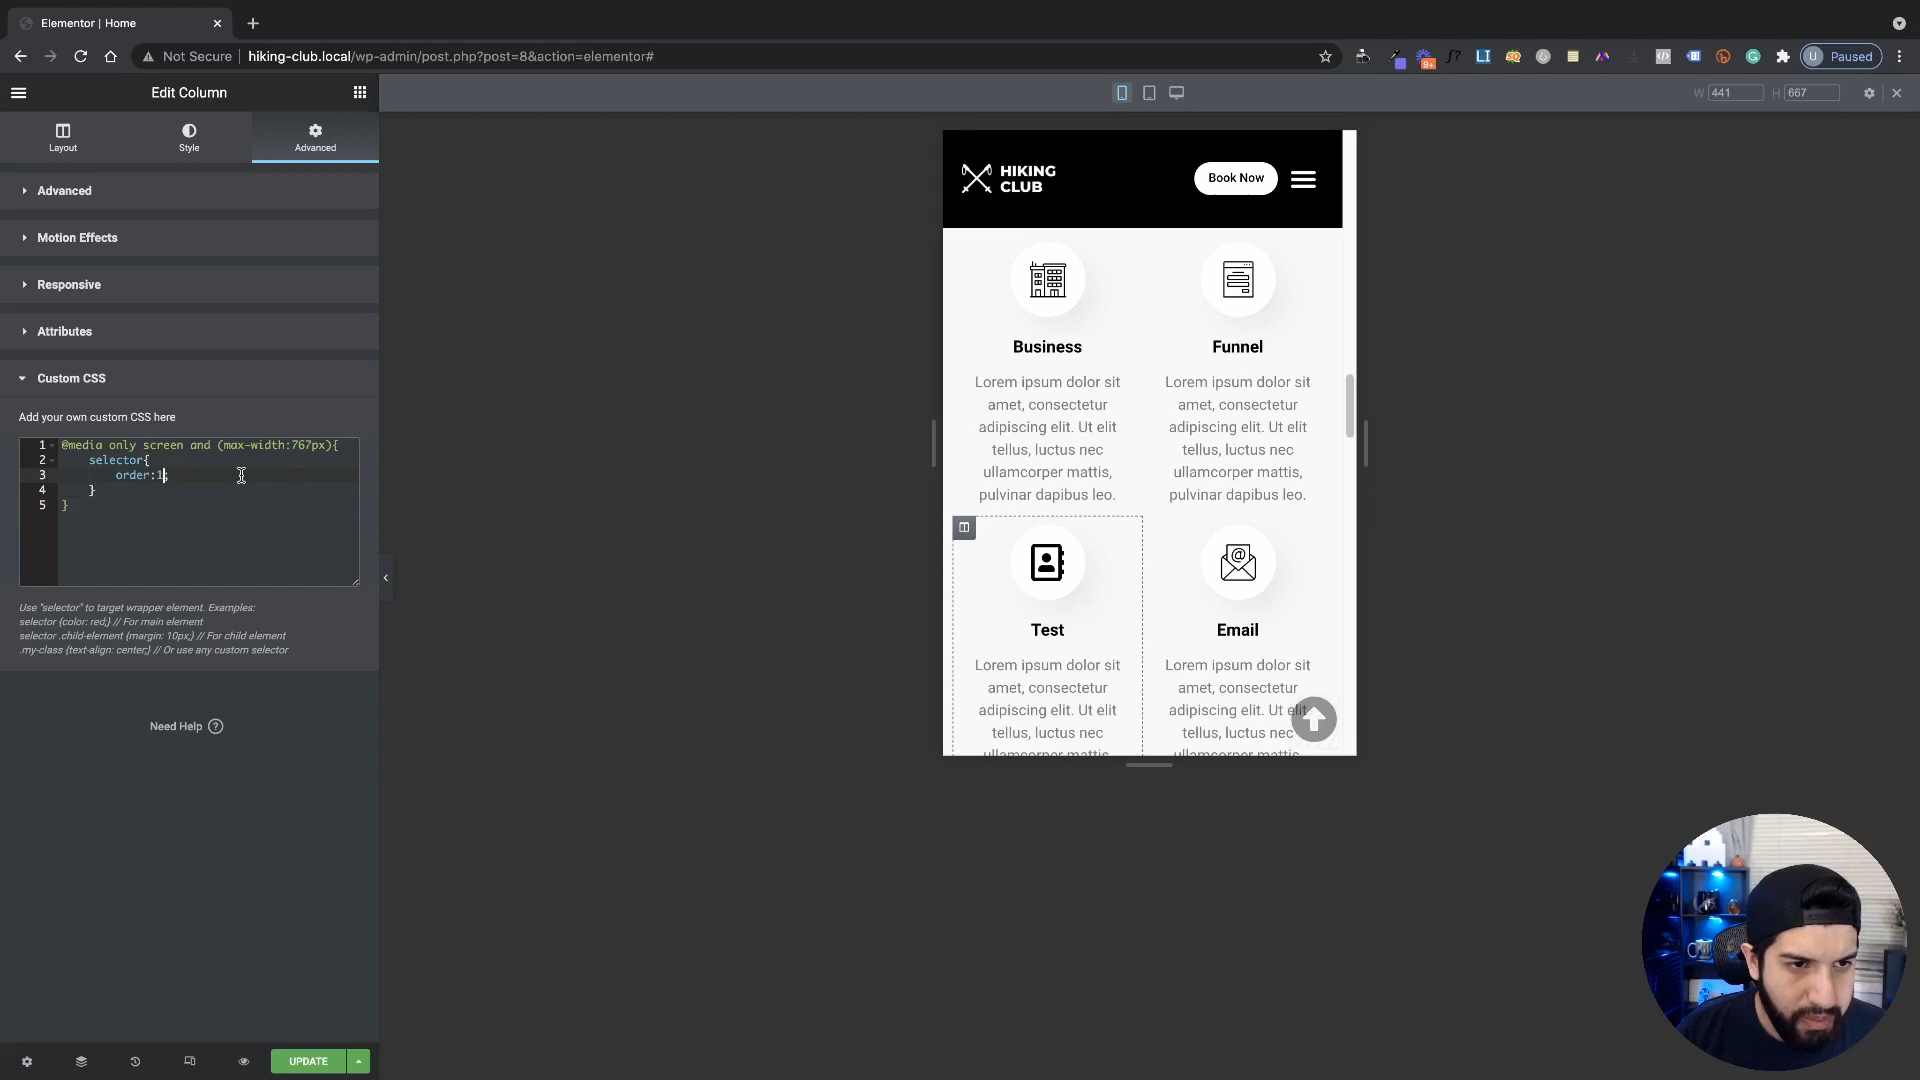 Elementor | Home
Not Secure
hiking-club.local/wp-admin/post.php?post=8&action=elementor#
9+
f?
LI
U Paused
Edit Column
W 441 H 667
Layout
Style
Advanced
Advanced
Motion Effects
Responsive
Attributes
Custom CSS
Add your own custom CSS here
1 @media only screen and (max-width:767px){
2 selector{
3 order:1;
4 }
5 }
Use "selector" to target wrapper element. Examples:
selector {color: red;} // For main element
selector .child-element {margin: 10px;} // For child element
.my-class {text-align: center;} // Or use any custom selector
Need Help ?
UPDATE
HIKING
CLUB
Book Now
Business
Lorem ipsum dolor sit
amet, consectetur
adipiscing elit. Ut elit
tellus, luctus nec
ullamcorper mattis,
pulvinar dapibus leo.
Funnel
Lorem ipsum dolor sit
amet, consectetur
adipiscing elit. Ut elit
tellus, luctus nec
ullamcorper mattis,
pulvinar dapibus leo.
Test
Lorem ipsum dolor sit
amet, consectetur
adipiscing elit. Ut elit
tellus, luctus nec
ullamcorper mattis
@
Email
Lorem ipsum dolor sit
amet, consectetur
adipiscing elit. Ut elit
tellus, luctus nec
ullamcorper mattis